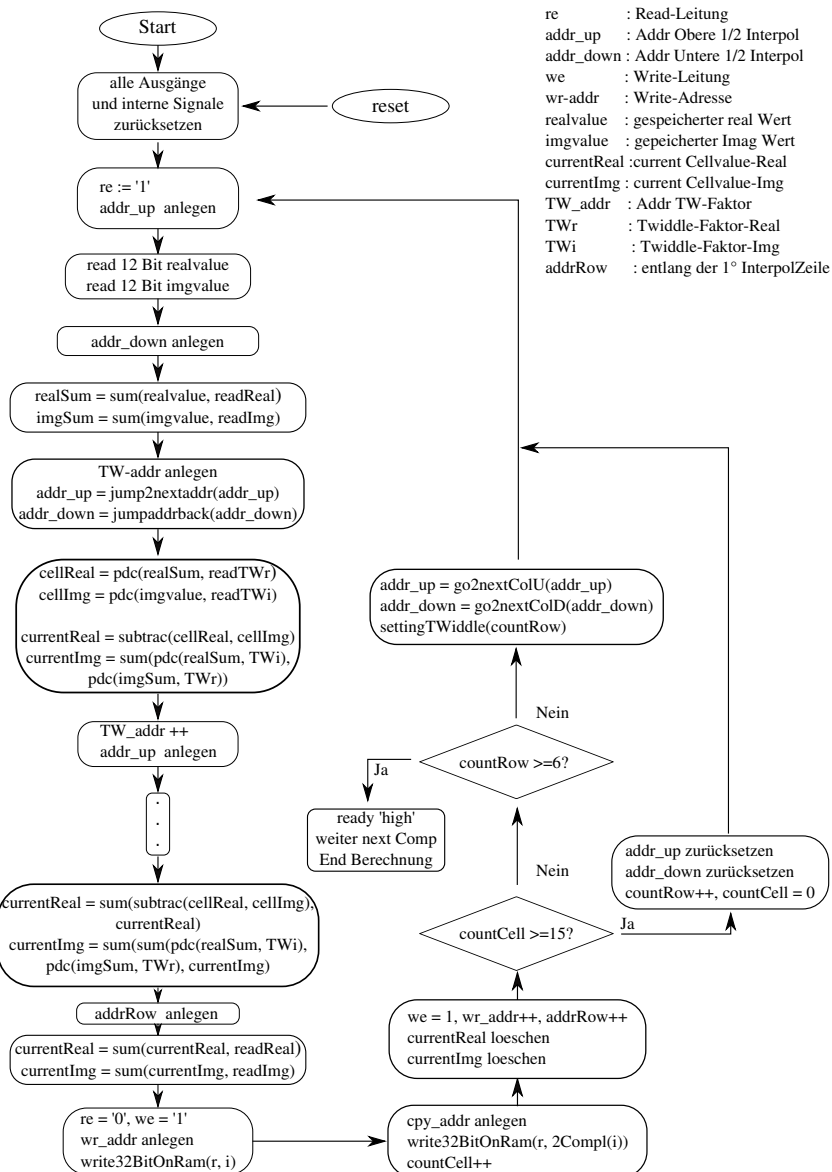 Start
alle Ausgänge
und interne Signale
zurücksetzen
reset
re := '1'
addr_up anlegen
read 12 Bit realvalue
read 12 Bit imgvalue
addr_down anlegen
realSum = sum(realvalue, readReal)
imgSum = sum(imgvalue, readImg)
TW-addr anlegen
addr_up = jump2nextaddr(addr_up)
addr_down = jumpaddrback(addr_down)
cellReal = pdc(realSum, readTWr)
cellImg = pdc(imgvalue, readTWi)
currentReal = subtrac(cellReal, cellImg)
currentImg = sum(pdc(realSum, TWi),
pdc(imgSum, TWr))
TW_addr ++
addr_up anlegen
.
.
.
currentReal = sum(subtrac(cellReal, cellImg),
currentReal)
currentImg = sum(sum(pdc(realSum, TWi),
pdc(imgSum, TWr), currentImg)
addrRow anlegen
currentReal = sum(currentReal, readReal)
currentImg = sum(currentImg, readImg)
re = '0', we = '1'
wr_addr anlegen
write32BitOnRam(r, i)
cpy_addr anlegen
write32BitOnRam(r, 2Compl(i))
countCell++
we = 1, wr_addr++, addrRow++
currentReal loeschen
currentImg loeschen
countCell >=15?
Ja
Nein
addr_up zurücksetzen
addr_down zurücksetzen
countRow++, countCell = 0
countRow >=6?
Ja
ready 'high'
weiter next Comp
End Berechnung
Nein
addr_up = go2nextColU(addr_up)
addr_down = go2nextColD(addr_down)
settingTWiddle(countRow)
re : Read-Leitung
addr_up : Addr Obere 1/2 Interpol
addr_down : Addr Untere 1/2 Interpol
we : Write-Leitung
wr-addr : Write-Adresse
realvalue : gespeicherter real Wert
imgvalue : gepeicherter Imag Wert
currentReal :current Cellvalue-Real
currentImg : current Cellvalue-Img
TW_addr : Addr TW-Faktor
TWr : Twiddle-Faktor-Real
TWi : Twiddle-Faktor-Img
addrRow : entlang der 1° InterpolZeile